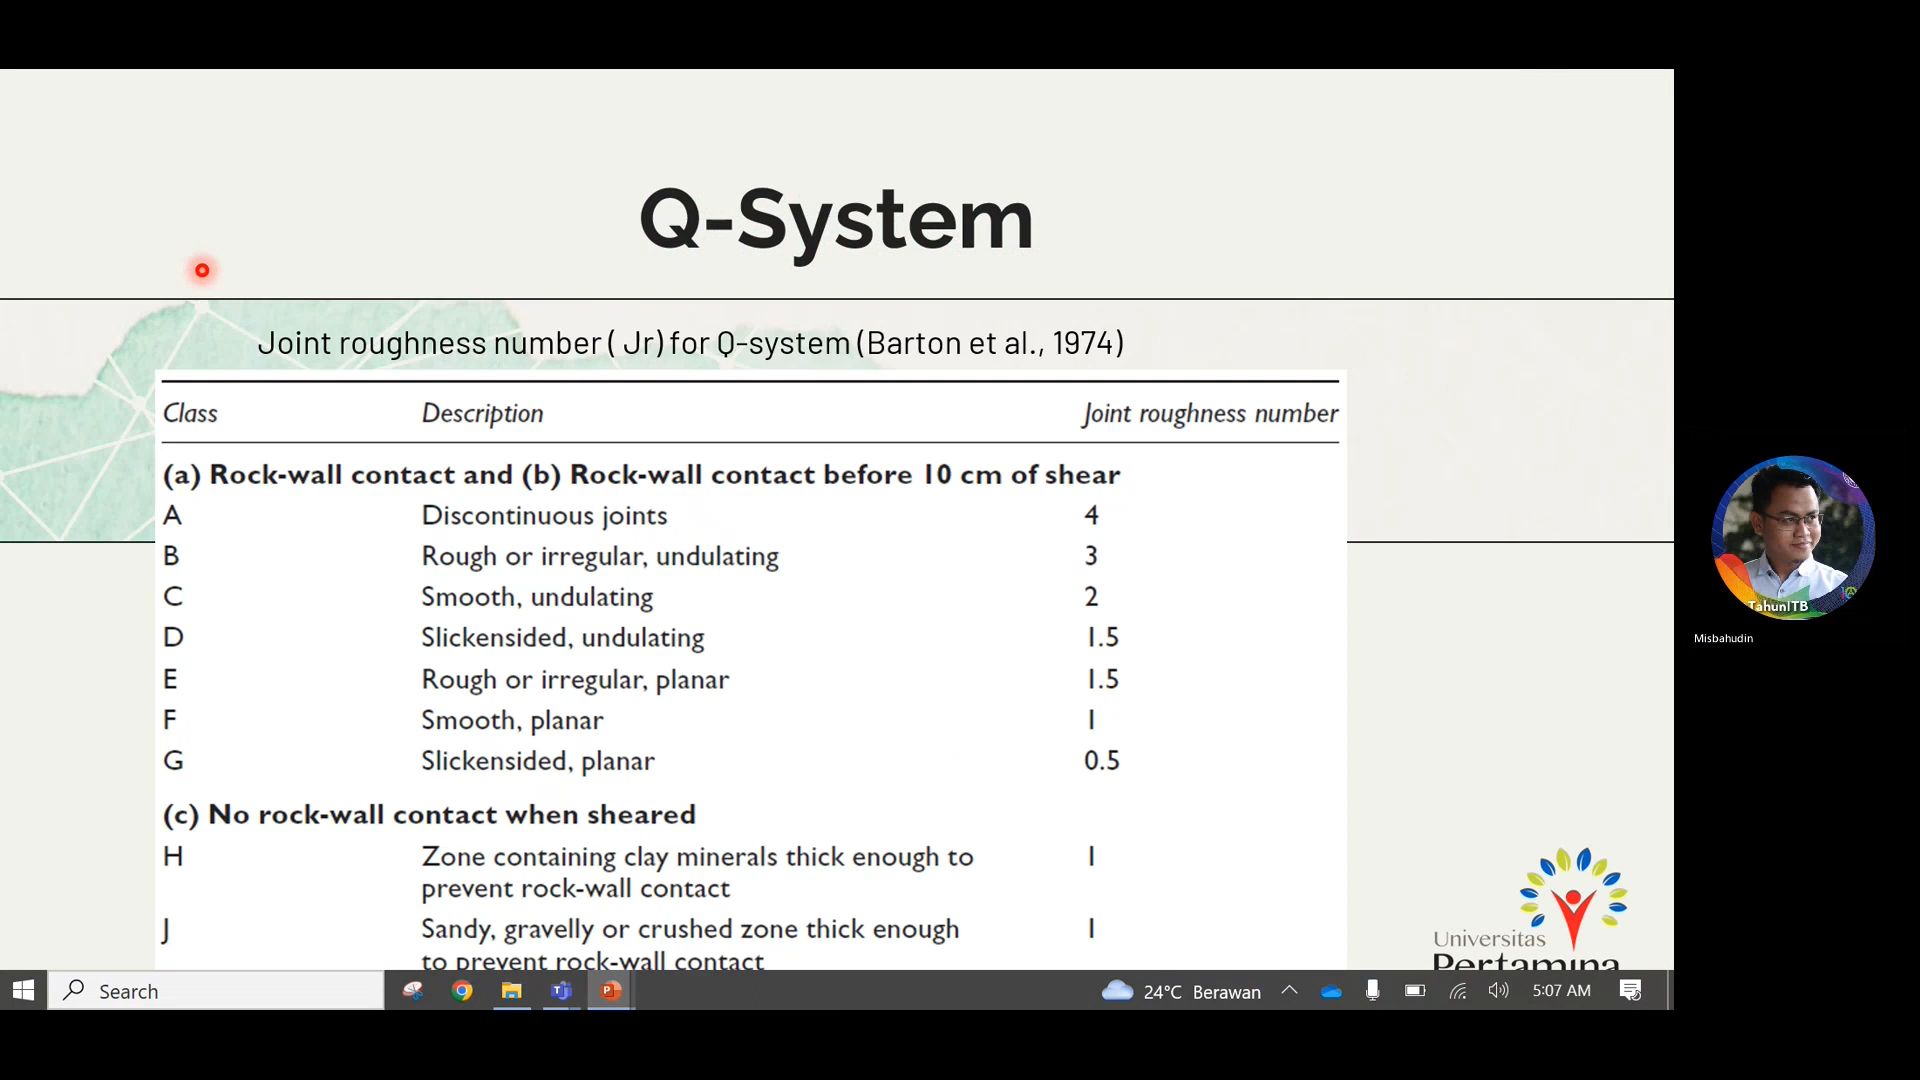 Q-System
Joint roughness number ( Jr) for Q-system (Barton et al., 1974)
Class Description Joint roughness number
(a) Rock-wall contact and (b) Rock-wall contact before 10 cm of shear
A Discontinuous joints 4
B Rough or irregular, undulating 3
C Smooth, undulating 2
D Slickensided, undulating 1.5
E Rough or irregular, planar 1.5
F Smooth, planar 1
G Slickensided, planar 0.5
(c) No rock-wall contact when sheared
H Zone containing clay minerals thick enough to 1
prevent rock-wall contact
J Sandy, gravelly or crushed zone thick enough 1
to prevent rock-wall contact
Universitas
Pertamina
TahunITB
Misbahudin
Search
24°C Berawan
5:07 AM